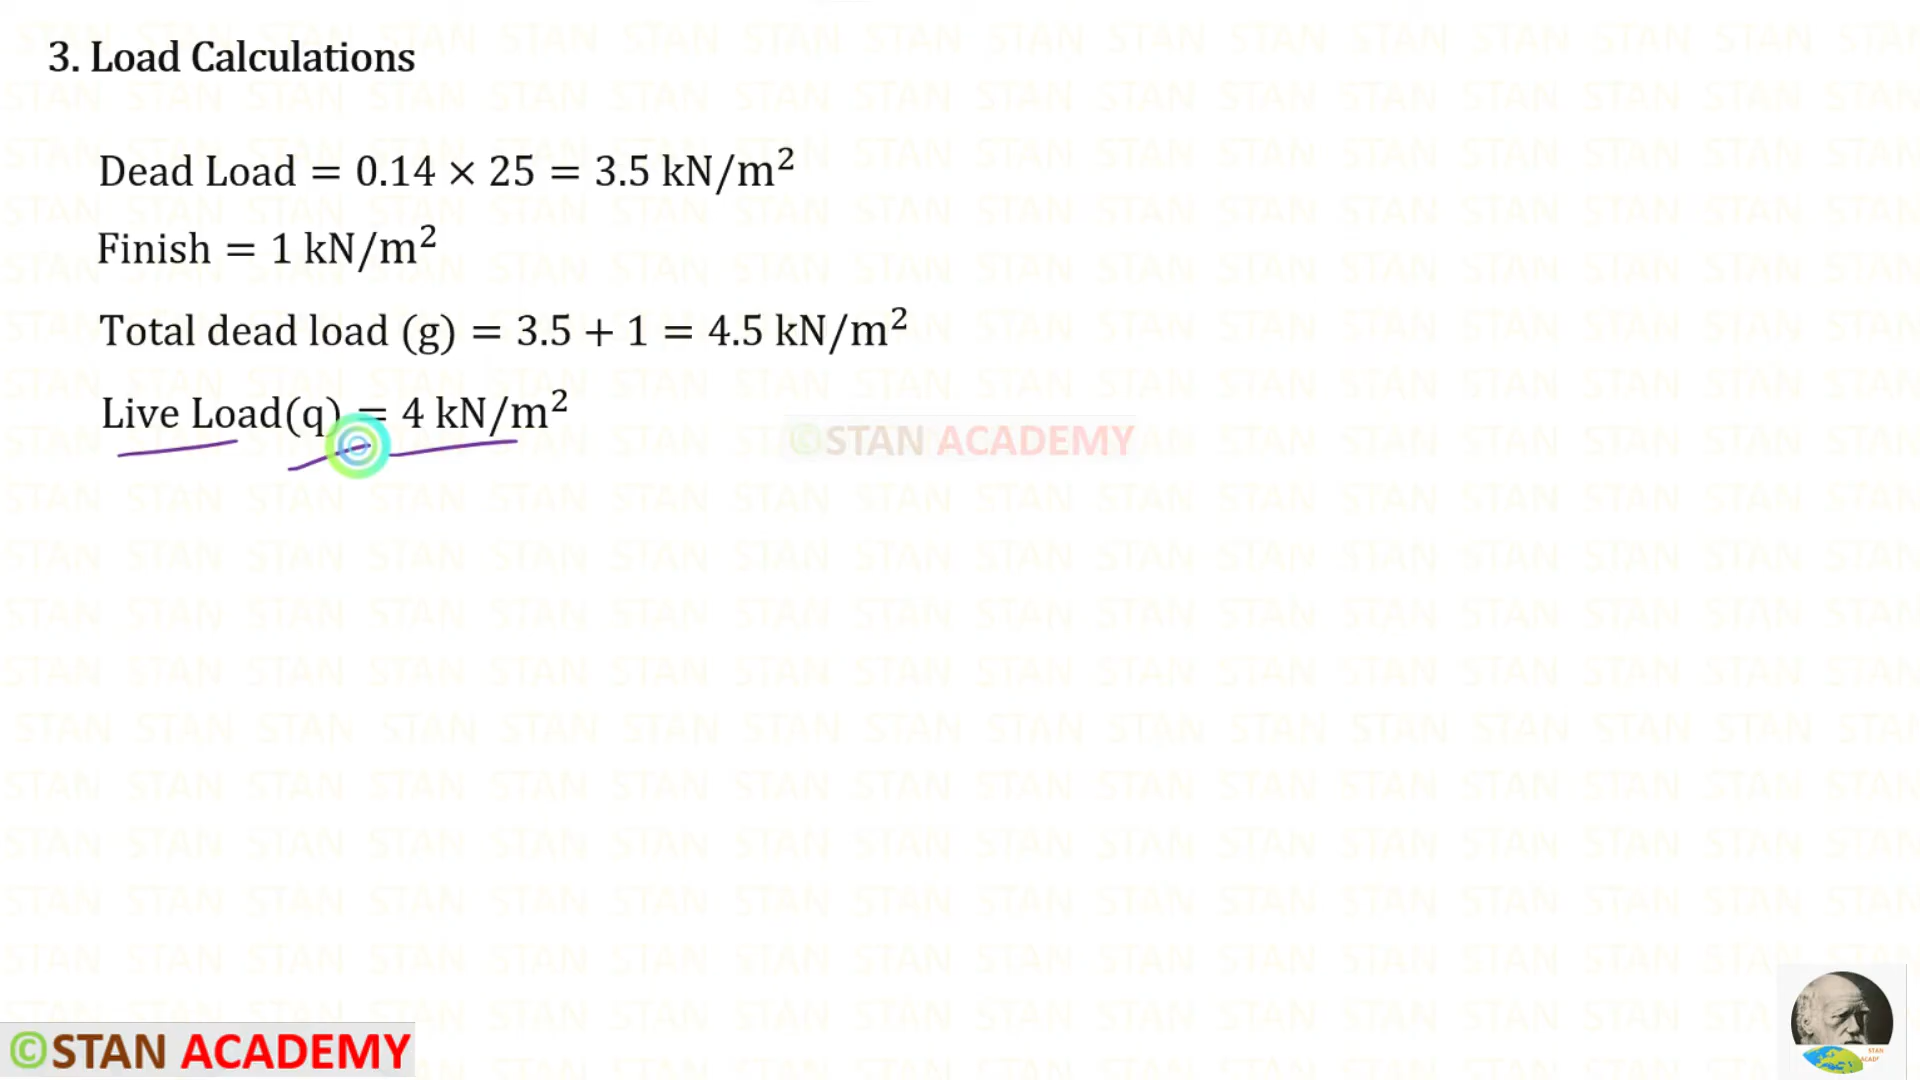 3. Load Calculations
Dead Load = 0.14 × 25 = 3.5 kN/m²
Finish = 1 kN/m²
Total dead load (g) = 3.5 + 1 = 4.5 kN/m²
Live Load(q) = 4 kN/m²
©STAN ACADEMY
©STAN ACADEMY